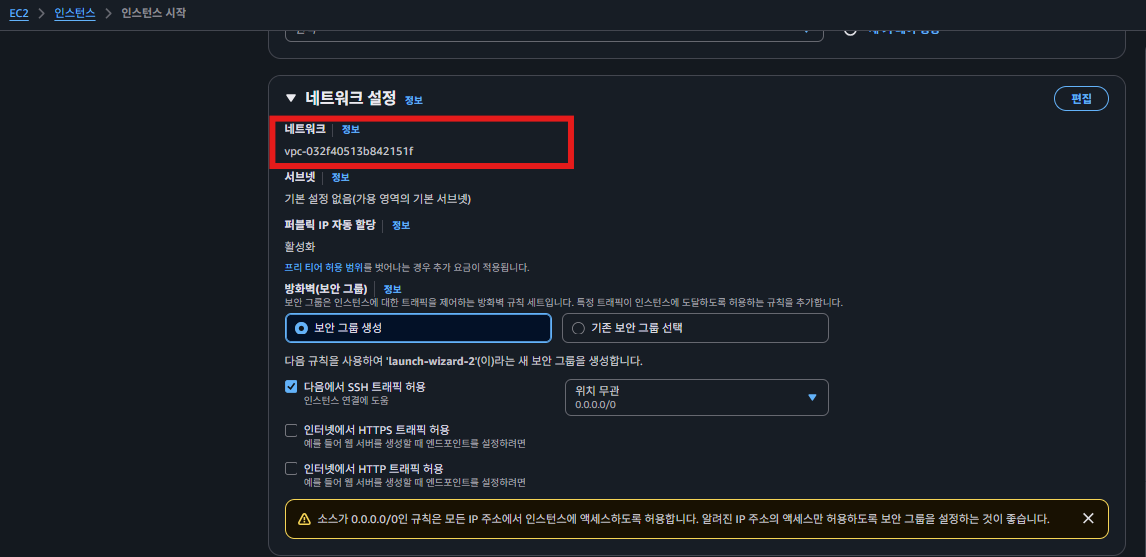 EC2 > 인스턴스 > 인스턴스 시작
네트워크 설정 정보
편집
네트워크 정보
vpc-032f40513b842151f
서브넷 정보
기본 설정 없음(가용 영역의 기본 서브넷)
퍼블릭 IP 자동 할당 정보
활성화
프리 티어 허용 범위를 벗어나는 경우 추가 요금이 적용됩니다.
방화벽(보안 그룹) 정보
보안 그룹은 인스턴스에 대한 트래픽을 제어하는 방화벽 규칙 세트입니다. 특정 트래픽이 인스턴스에 도달하도록 허용하는 규칙을 추가합니다.
보안 그룹 생성
기존 보안 그룹 선택
다음 규칙을 사용하여 'launch-wizard-2'(이)라는 새 보안 그룹을 생성합니다.
다음에서 SSH 트래픽 허용
인스턴스 연결에 도움
위치 무관
0.0.0.0/0
인터넷에서 HTTPS 트래픽 허용
예를 들어 웹 서버를 생성할 때 엔드포인트를 설정하려면
인터넷에서 HTTP 트래픽 허용
예를 들어 웹 서버를 생성할 때 엔드포인트를 설정하려면
소스가 0.0.0.0/0인 규칙은 모든 IP 주소에서 인스턴스에 액세스하도록 허용합니다. 알려진 IP 주소의 액세스만 허용하도록 보안 그룹을 설정하는 것이 좋습니다.